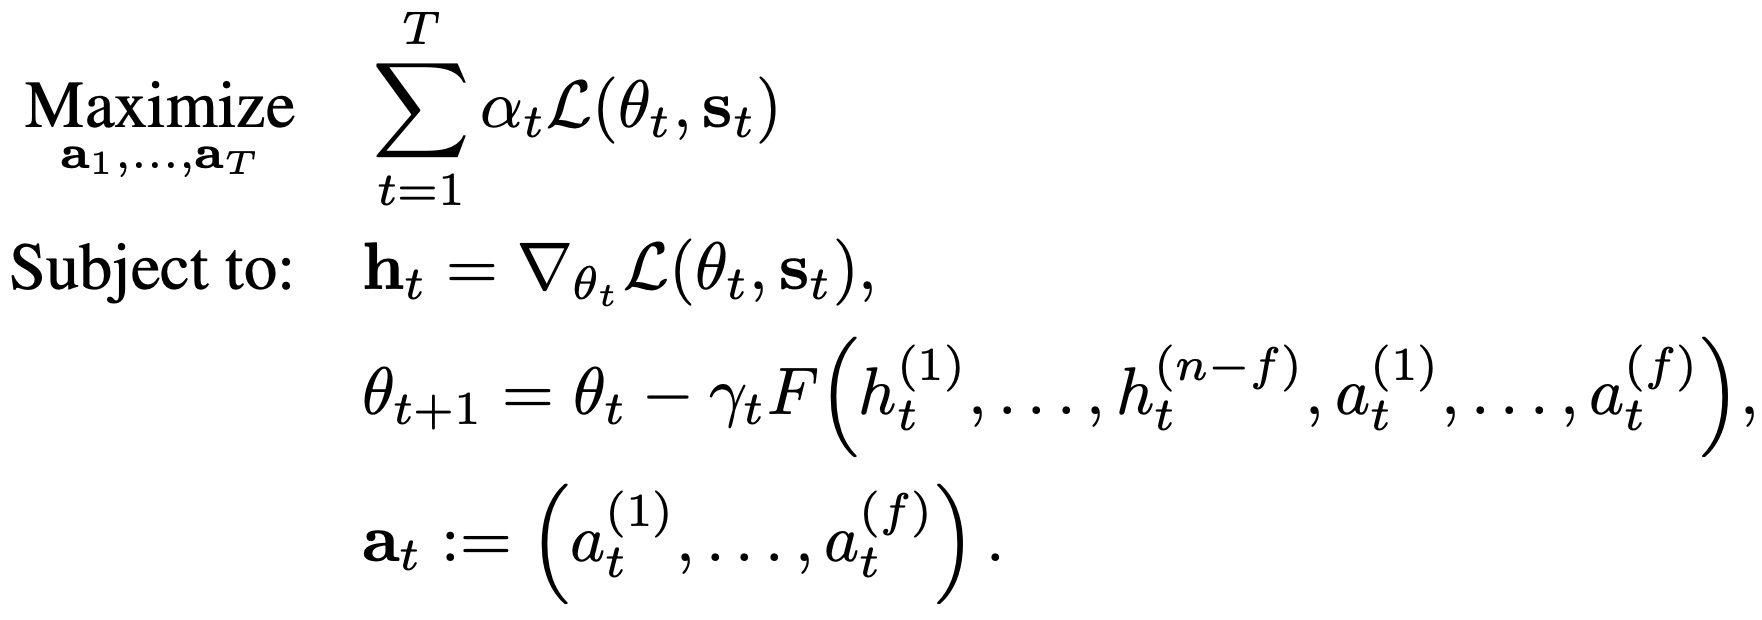 Maximize_{𝐚_1,…,𝐚_T} \sum_{t=1}^{T} α_t ℒ(θ_t, 𝐬_t)
Subject to: 𝐡_t = ∇_{θ_t} ℒ(θ_t, 𝐬_t),
θ_{t+1} = θ_t − γ_t F(h_t^{(1)}, …, h_t^{(n−f)}, a_t^{(1)}, …, a_t^{(f)}),
𝐚_t := (a_t^{(1)}, …, a_t^{(f)}).